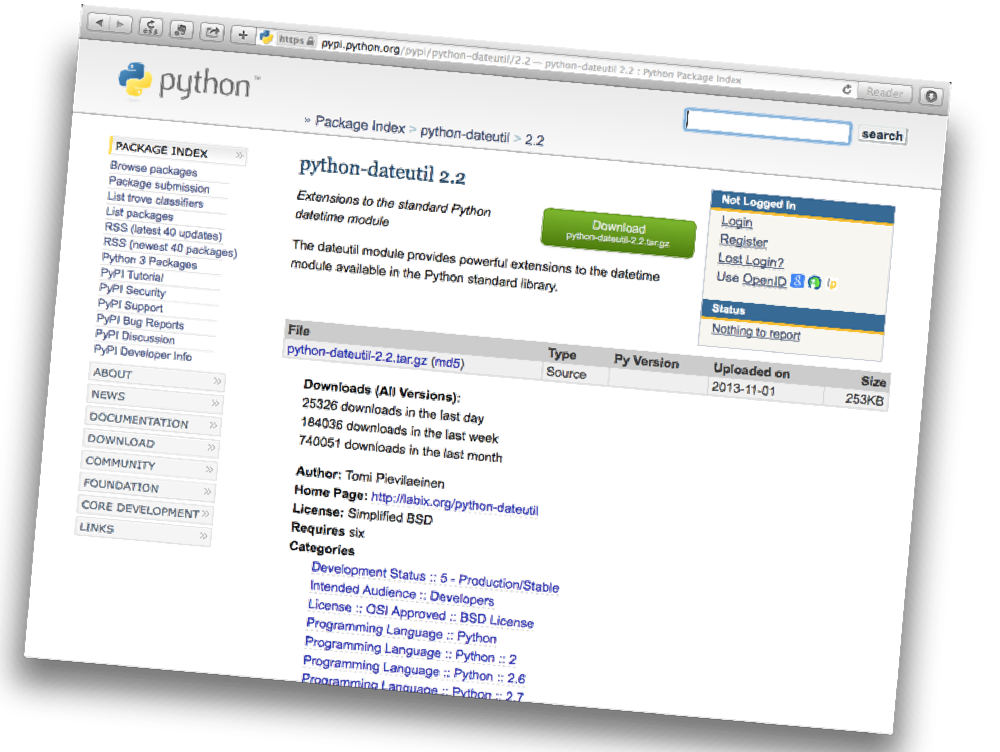 css
https pypi.python.org/pypi/python-dateutil/2.2 — python-dateutil 2.2 : Python Package Index
Reader
python™
» Package Index > python-dateutil > 2.2
search
PACKAGE INDEX »
Browse packages
Package submission
List trove classifiers
List packages
RSS (latest 40 updates)
RSS (newest 40 packages)
Python 3 Packages
PyPI Tutorial
PyPI Security
PyPI Support
PyPI Bug Reports
PyPI Discussion
PyPI Developer Info
ABOUT »
NEWS »
DOCUMENTATION »
DOWNLOAD »
COMMUNITY »
FOUNDATION »
CORE DEVELOPMENT »
LINKS »
python-dateutil 2.2
Extensions to the standard Python
datetime module
Download
python-dateutil-2.2.tar.gz
The dateutil module provides powerful extensions to the datetime
module available in the Python standard library.
Not Logged In
Login
Register
Lost Login?
Use OpenID 8 lp
Status
Nothing to report
File Type Py Version Uploaded on Size
python-dateutil-2.2.tar.gz (md5) Source 2013-11-01 253KB
Downloads (All Versions):
25326 downloads in the last day
184036 downloads in the last week
740051 downloads in the last month
Author: Tomi Pievilaeinen
Home Page: http://labix.org/python-dateutil
License: Simplified BSD
Requires six
Categories
Development Status :: 5 - Production/Stable
Intended Audience :: Developers
License :: OSI Approved :: BSD License
Programming Language :: Python
Programming Language :: Python :: 2
Programming Language :: Python :: 2.6
Programming Language :: Python :: 2.7